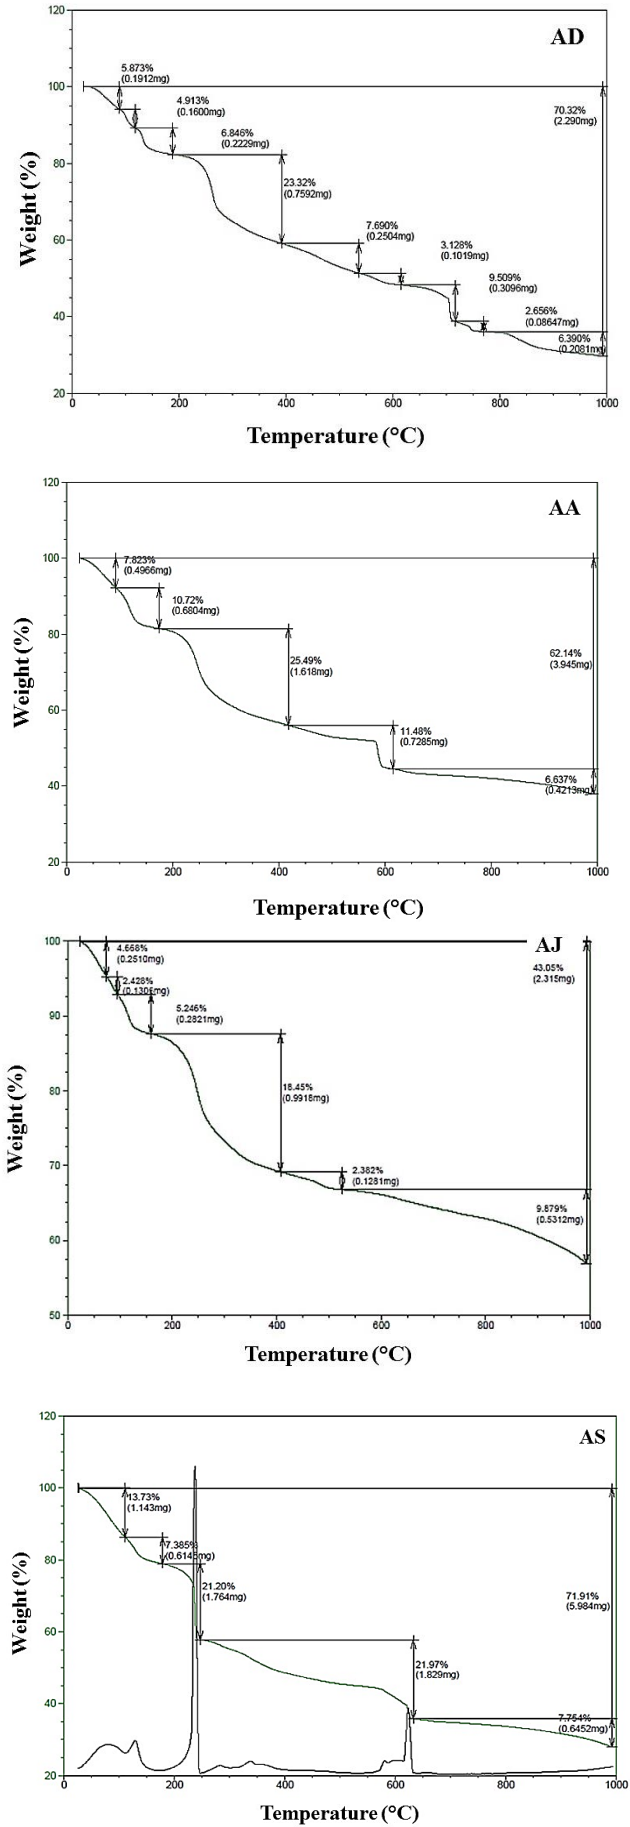 120
AD
5.873%
(0.1912mg)
100
4.913%
(0.1600mg)
70.32%
(2.290mg)
6.846%
(0.2229mg)
80
23.32%
(0.7592mg)
7.690%
(0.2504mg)
3.128%
(0.1019mg)
60
9.509%
(0.3096mg)
2.656%
(0.08647mg)
40
6.390%
(0.2081mg)
20
Weight (%)
0 200 400 600 800 1000
Temperature (°C)
120
AA
100
7.823%
(0.4966mg)
10.72%
(0.6804mg)
80
25.49%
(1.618mg)
62.14%
(3.945mg)
60
11.48%
(0.7285mg)
40
6.637%
(0.4213mg)
20
Weight (%)
0 200 400 600 800 1000
Temperature (°C)
100
AJ
4.668%
(0.2510mg)
43.05%
(2.315mg)
2.428%
90
5.246%
(0.2821mg)
80
18.45%
(0.9918mg)
70
2.382%
(0.1281mg)
9.879%
(0.5312mg)
60
50
Weight (%)
0 200 400 600 800 1000
Temperature (°C)
120
AS
100
13.73%
(1.143mg)
7.385%
80
21.20%
(1.764mg)
71.91%
(5.984mg)
60
21.97%
(1.829mg)
40
7.754%
(0.6452mg)
20
Weight (%)
0 200 400 600 800 1000
Temperature (°C)